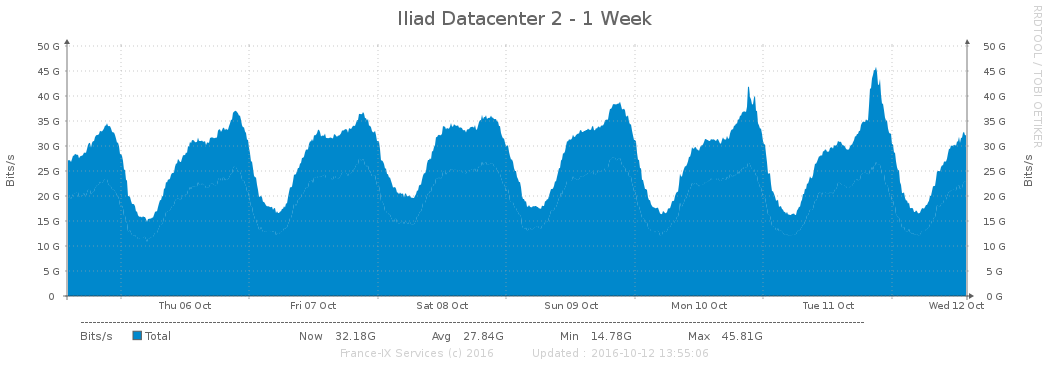 Iliad Datacenter 2 - 1 Week
RRDTOOL / TOBI OETIKER
Bits/s
50 G 50 G
45 G 45 G
40 G 40 G
35 G 35 G
30 G 30 G
25 G 25 G
20 G 20 G
15 G 15 G
10 G 10 G
5 G 5 G
0 0 G
Bits/s
Thu 06 Oct Fri 07 Oct Sat 08 Oct Sun 09 Oct Mon 10 Oct Tue 11 Oct Wed 12 Oct
Bits/s Total Now 32.18G Avg 27.84G Min 14.78G Max 45.81G
France-IX Services (c) 2016 Updated : 2016-10-12 13:55:06